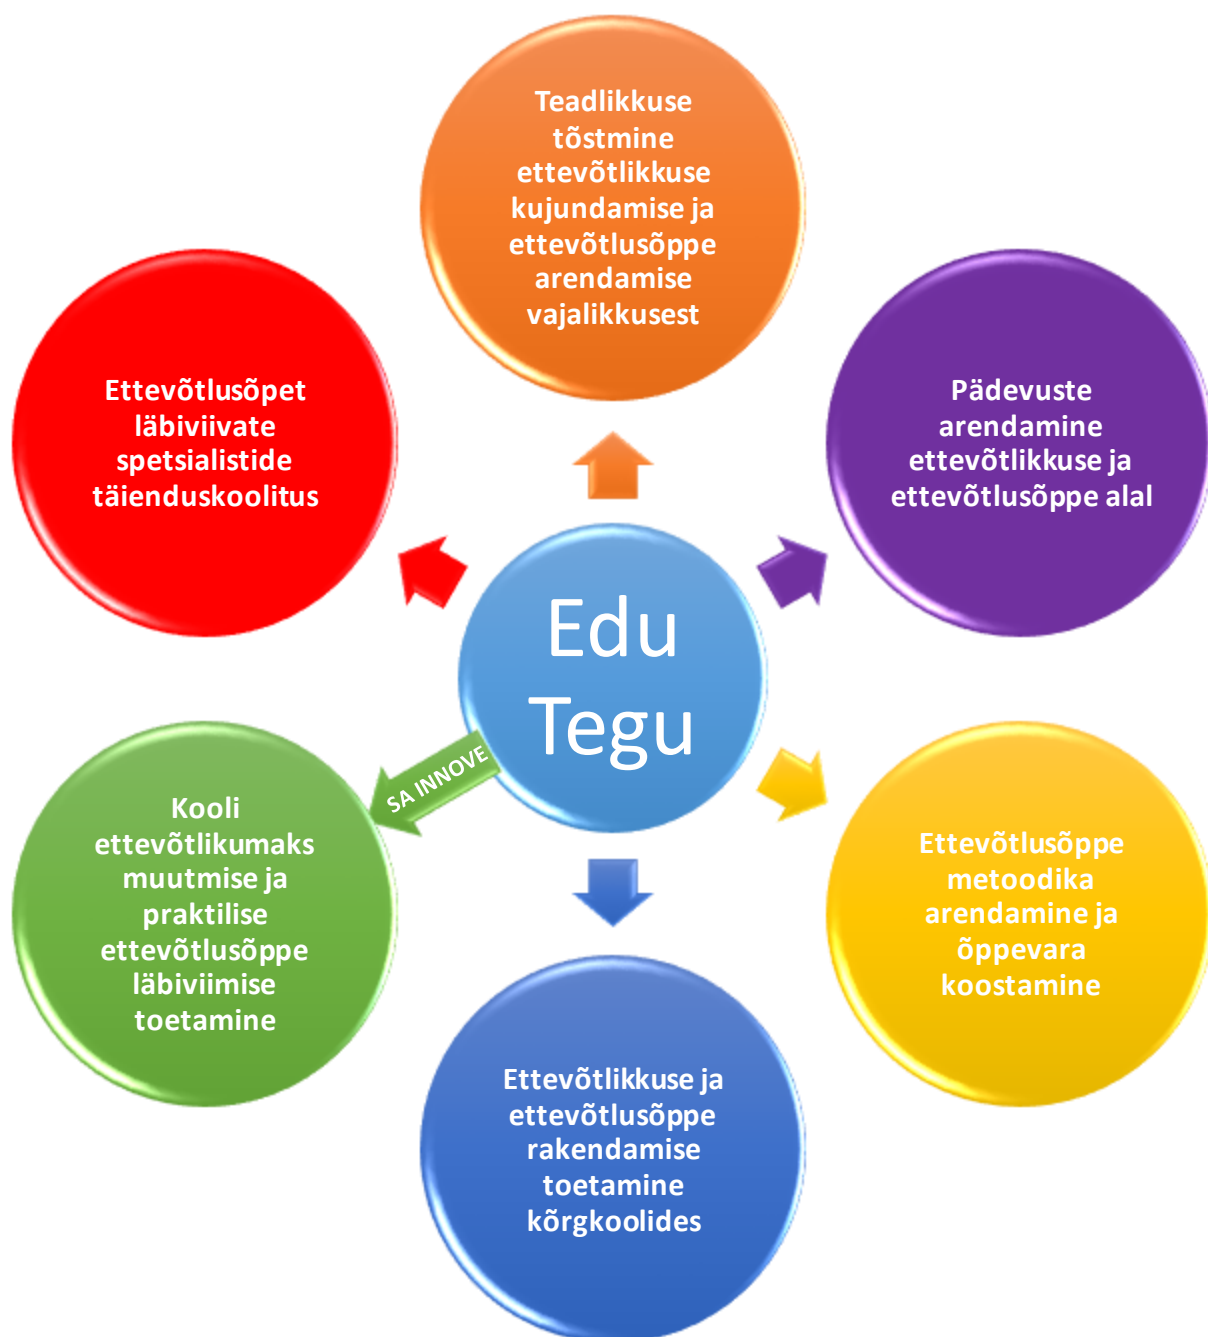 Teadlikkuse
tõstmine
ettevõtlikkuse
kujundamise ja
ettevõtlusõppe
arendamise
vajalikkusest
Pädevuste
arendamine
ettevõtlikkuse ja
ettevõtlusõppe alal
Ettevõtlusõppe
metoodika
arendamine ja
õppevara
koostamine
Ettevõtlikkuse ja
ettevõtlusõppe
rakendamise
toetamine
kõrgkoolides
Kooli
ettevõtlikumaks
muutmise ja
praktilise
ettevõtlusõppe
läbiviimise
toetamine
Ettevõtlusõpet
läbiviivate
spetsialistide
täienduskoolitus
Edu
Tegu
SA INNOVE